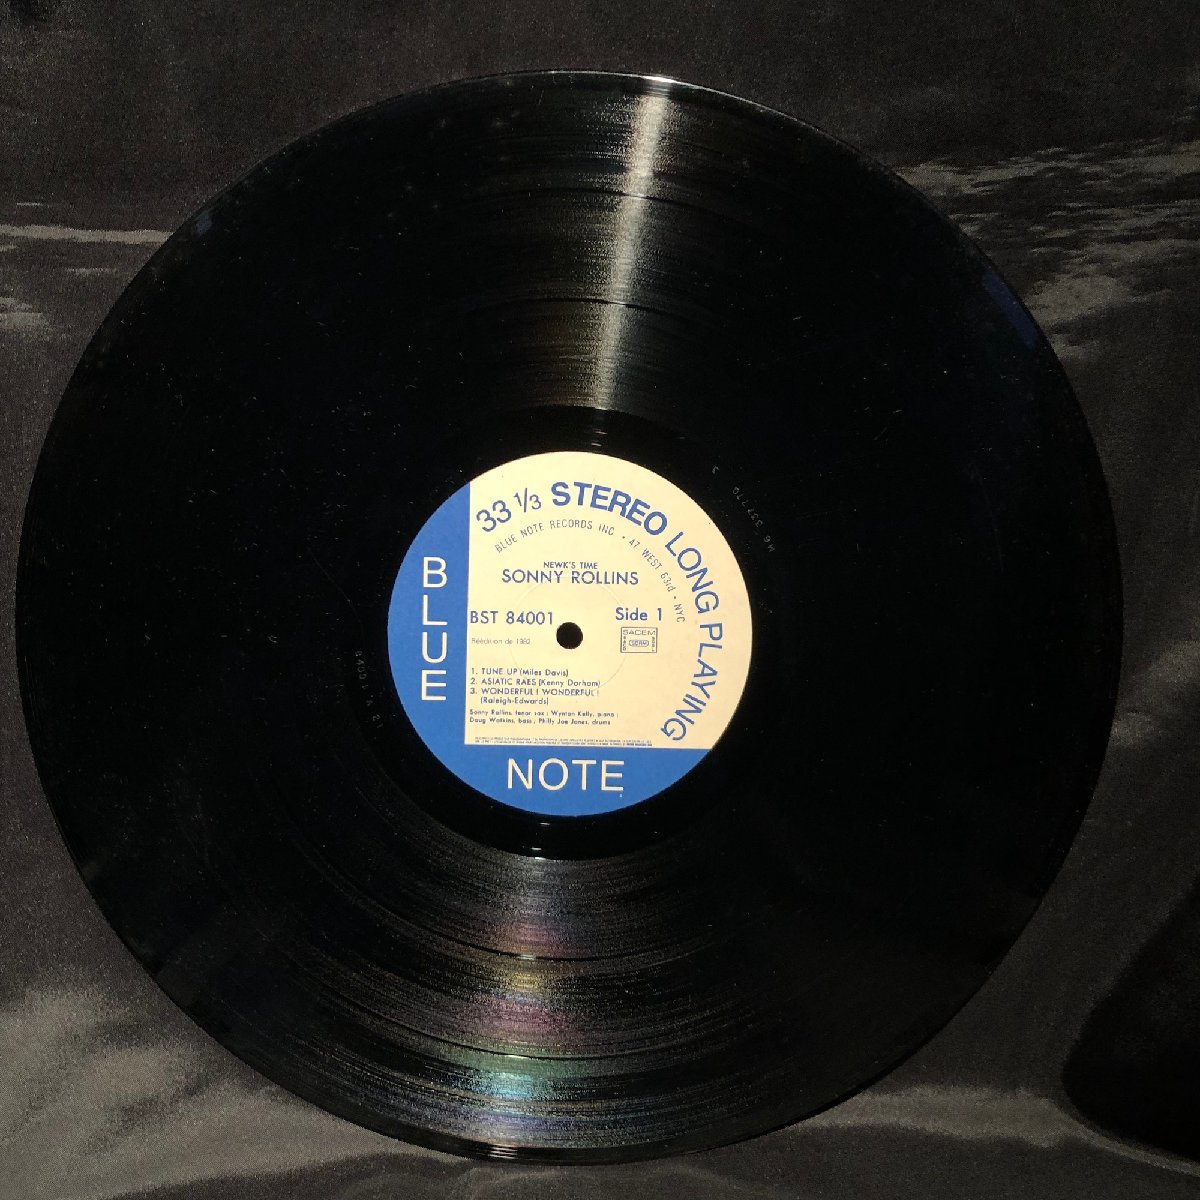 33 1/3 STEREO LONG PLAYING
BLUE NOTE RECORDS INC • 47 WEST 63rd • NYC
NEWK'S TIME
SONNY ROLLINS
BST 84001
Side 1
SACEM
Réédition de 1982
1. TUNE UP (Miles Davis)
2. ASIATIC RAES (Kenny Dorham)
3. WONDERFUL! WONDERFUL!
(Raleigh-Edwards)
Sonny Rollins, tenor sax; Wynton Kelly, piano;
Doug Watkins, bass; Philly Joe Jones, drums
BLUE
NOTE